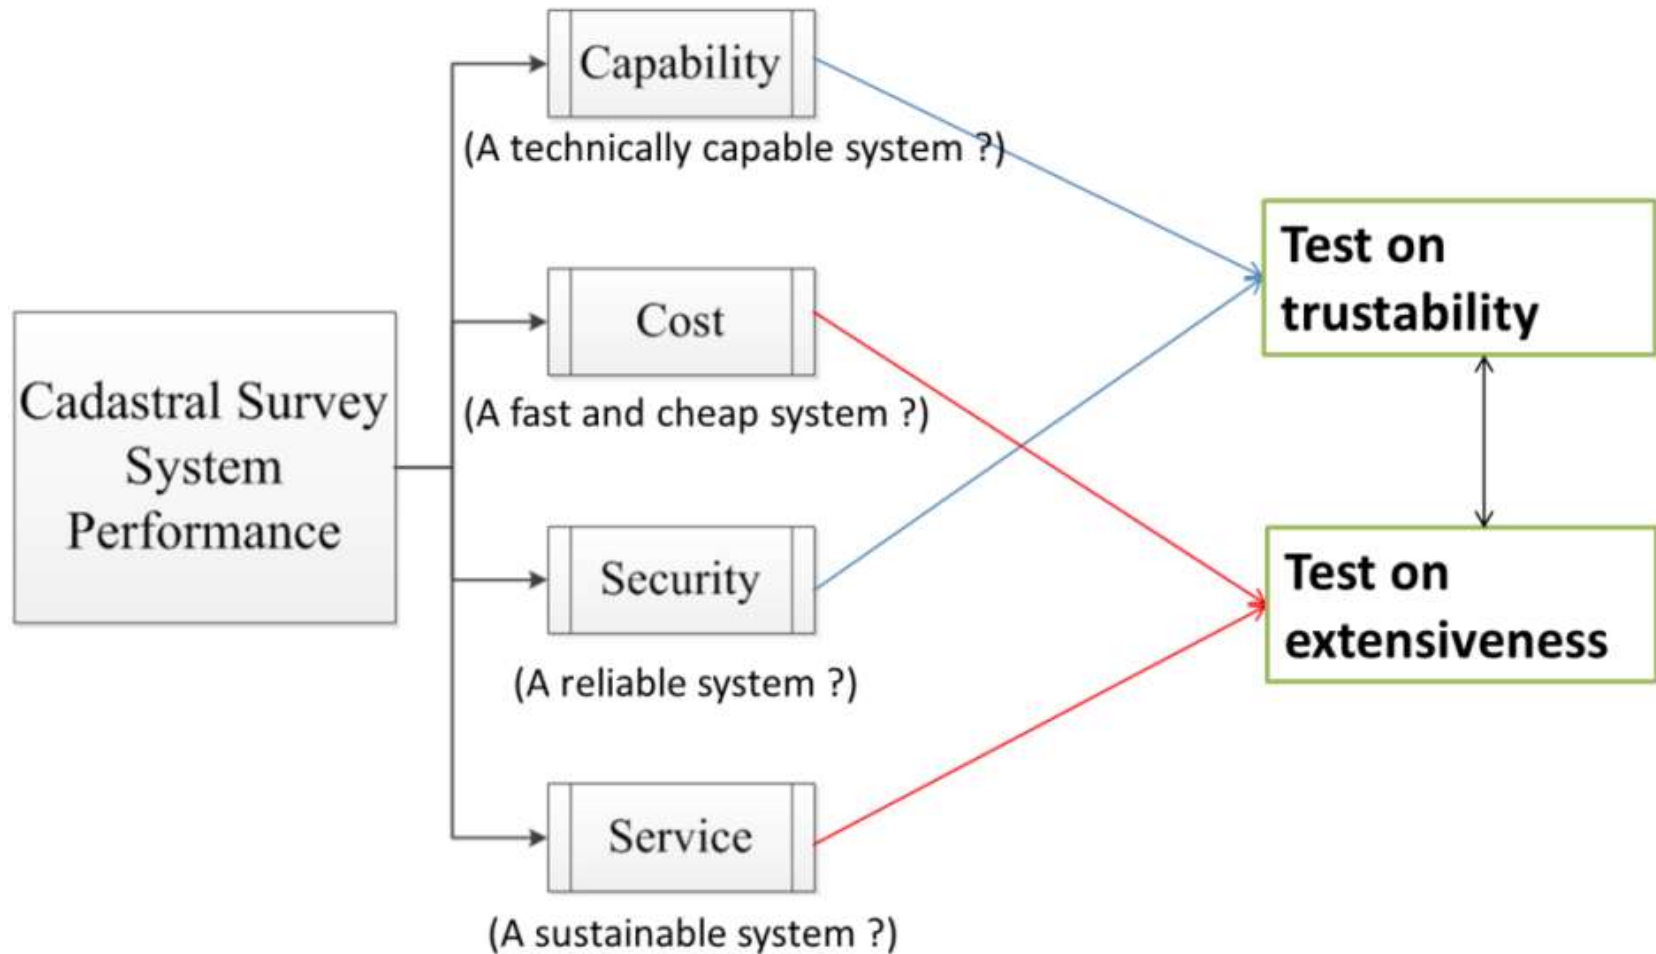 Capability
(A technically capable system ?)
Cost
(A fast and cheap system ?)
Cadastral Survey
System
Performance
Security
(A reliable system ?)
Service
(A sustainable system ?)
Test on
trustability
Test on
extensiveness